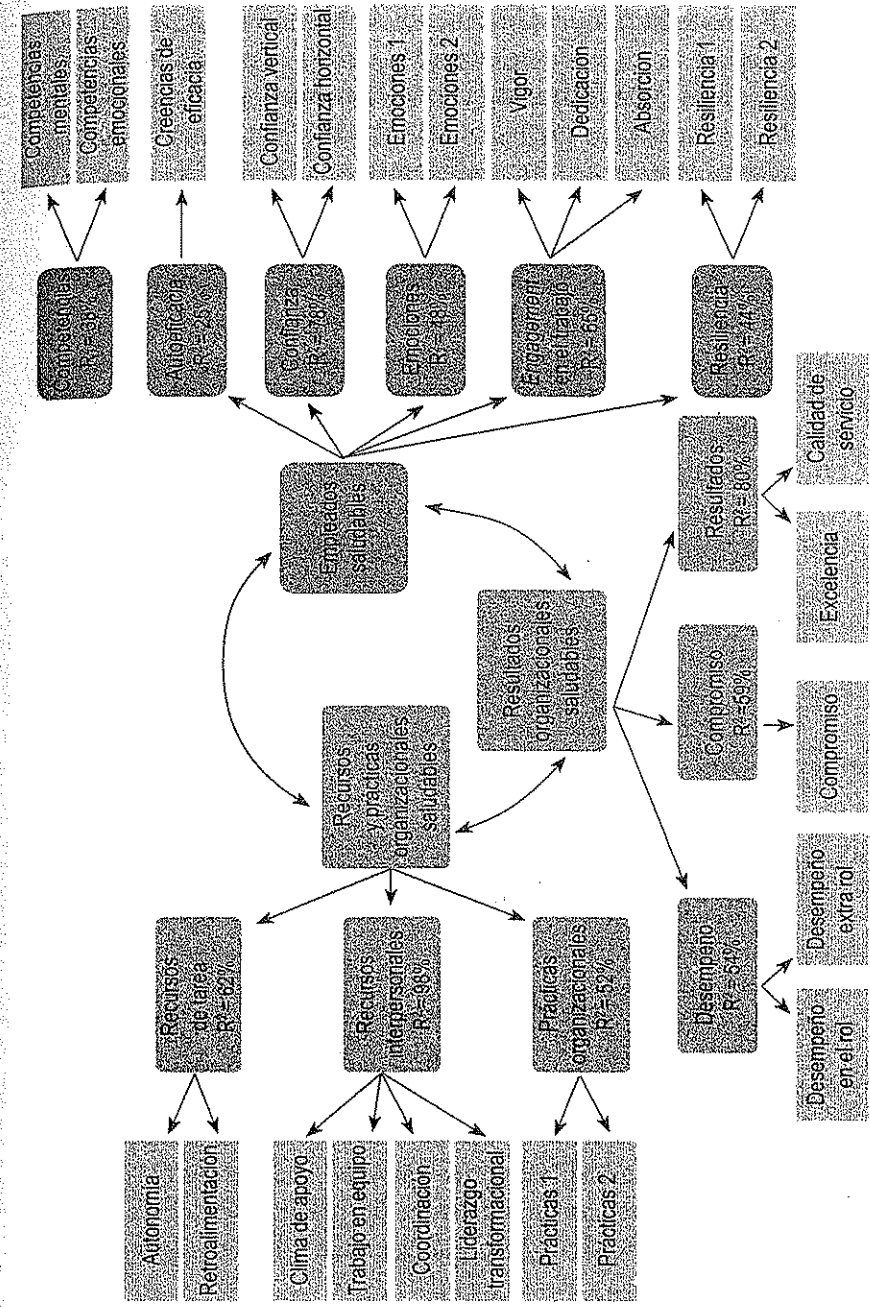 Autonomía
Retroalimentación
Clima de apoyo
Trabajo en equipo
Coordinación
Liderazgo
transformacional
Prácticas 1
Prácticas 2
Recursos
de tarea
R² = 62%
Recursos
interpersonales
R² =
Prácticas
organizacionales
R² = 52%
Recursos
y prácticas
organizacionales
saludables
Empleados
saludables
Resultados
organizacionales
saludables
Competencias
R² = 38%
Autoeficacia
R² = 25%
Confianza
R² =
Emociones
R² = 48%
Engagement
en el trabajo
R² =
Resiliencia
R² =
Competencias
mentales
Competencias
emocionales
Creencias de
eficacia
Confianza vertical
Confianza horizontal
Emociones 1
Emociones 2
Vigor
Dedicación
Absorción
Resiliencia 1
Resiliencia 2
Desempeño
R² = 54%
Compromiso
R² =59%
Resultados
R² = 80%
Desempeño
en el rol
Desempeño
extra rol
Compromiso
Excelencia
Calidad de
servicio